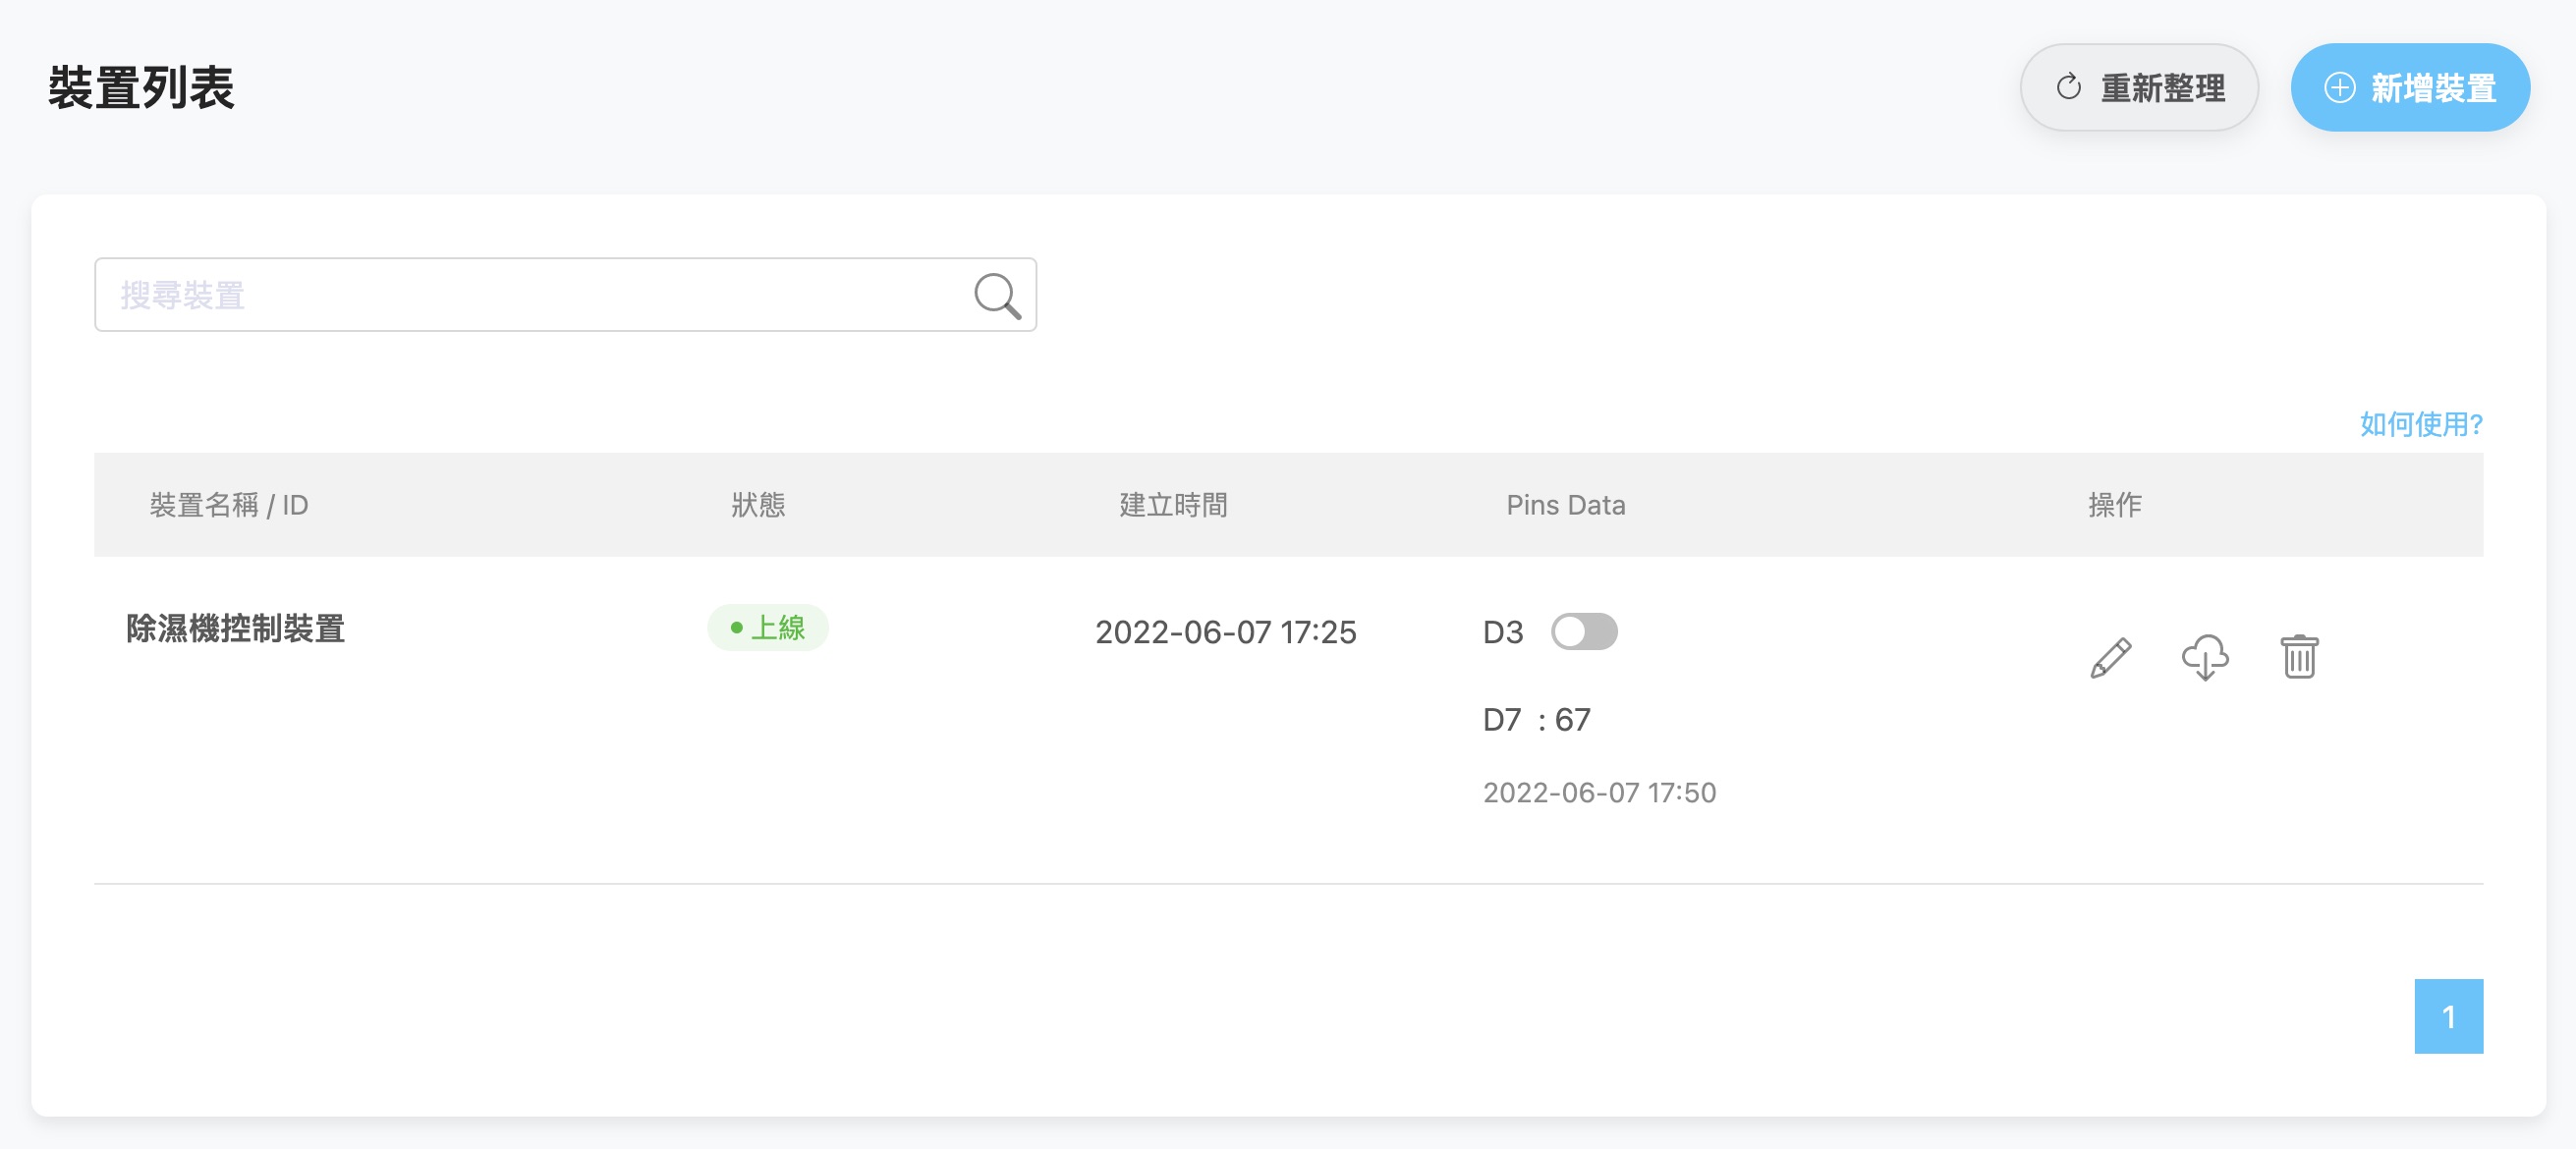 裝置列表
重新整理
新增裝置
搜尋裝置
如何使用?
裝置名稱 / ID 狀態 建立時間 Pins Data 操作
除濕機控制裝置 上線 2022-06-07 17:25 D3
D7 : 67
2022-06-07 17:50
1